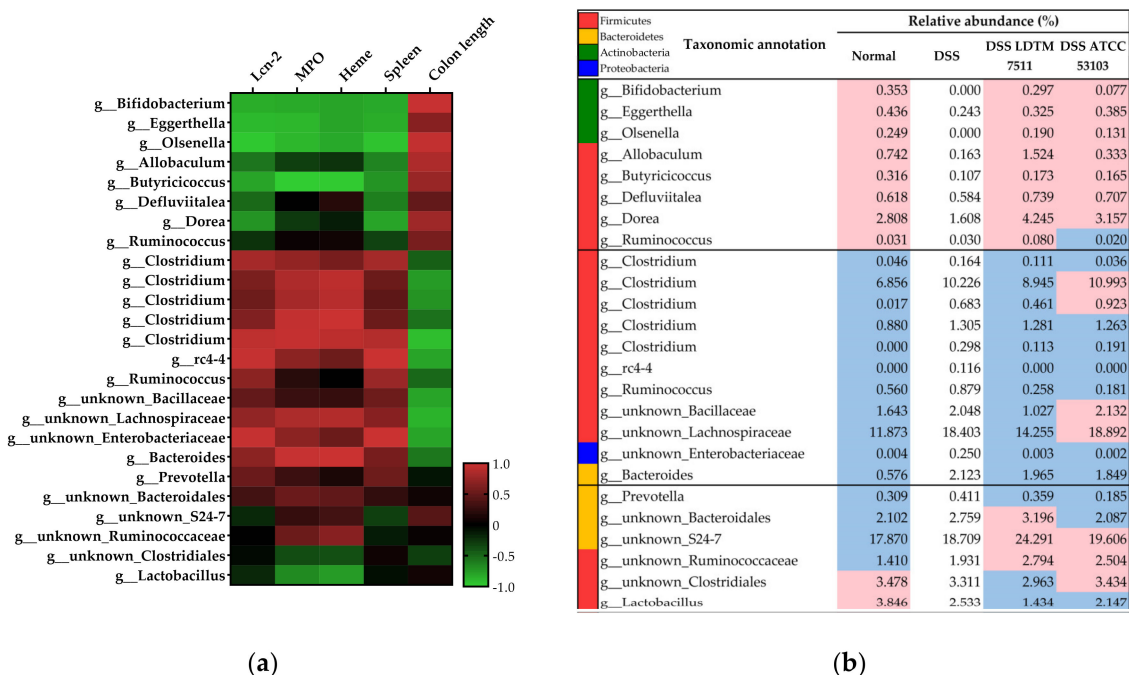 Lcn-2
MPO
Heme
Spleen
Colon length
g__Bifidobacterium
g__Eggerthella
g__Olsenella
g__Allobaculum
g__Butyricicoccus
g__Defluviitalea
g__Dorea
g__Ruminococcus
g__Clostridium
g__Clostridium
g__Clostridium
g__Clostridium
g__Clostridium
g__rc4-4
g__Ruminococcus
g__unknown_Bacillaceae
g__unknown_Lachnospiraceae
g__unknown_Enterobacteriaceae
g__Bacteroides
g__Prevotella
g__unknown_Bacteroidales
g__unknown_S24-7
g__unknown_Ruminococcaceae
g__unknown_Clostridiales
g__Lactobacillus
1.0
0.5
0
-0.5
-1.0
(a)
Firmicutes
Bacteroidetes
Actinobacteria
Proteobacteria
Taxonomic annotation
Relative abundance (%)
Normal DSS DSS LDTM 7511 DSS ATCC 53103
g__Bifidobacterium 0.353 0.000 0.297 0.077
g__Eggerthella 0.436 0.243 0.325 0.385
g__Olsenella 0.249 0.000 0.190 0.131
g__Allobaculum 0.742 0.163 1.524 0.333
g__Butyricicoccus 0.316 0.107 0.173 0.165
g__Defluviitalea 0.618 0.584 0.739 0.707
g__Dorea 2.808 1.608 4.245 3.157
g__Ruminococcus 0.031 0.030 0.080 0.020
g__Clostridium 0.046 0.164 0.111 0.036
g__Clostridium 6.856 10.226 8.945 10.993
g__Clostridium 0.017 0.683 0.461 0.923
g__Clostridium 0.880 1.305 1.281 1.263
g__Clostridium 0.000 0.298 0.113 0.191
g__rc4-4 0.000 0.116 0.000 0.000
g__Ruminococcus 0.560 0.879 0.258 0.181
g__unknown_Bacillaceae 1.643 2.048 1.027 2.132
g__unknown_Lachnospiraceae 11.873 18.403 14.255 18.892
g__unknown_Enterobacteriaceae 0.004 0.250 0.003 0.002
g__Bacteroides 0.576 2.123 1.965 1.849
g__Prevotella 0.309 0.411 0.359 0.185
g__unknown_Bacteroidales 2.102 2.759 3.196 2.087
g__unknown_S24-7 17.870 18.709 24.291 19.606
g__unknown_Ruminococcaceae 1.410 1.931 2.794 2.504
g__unknown_Clostridiales 3.478 3.311 2.963 3.434
g__Lactobacillus 3.846 2.533 1.434 2.147
(b)